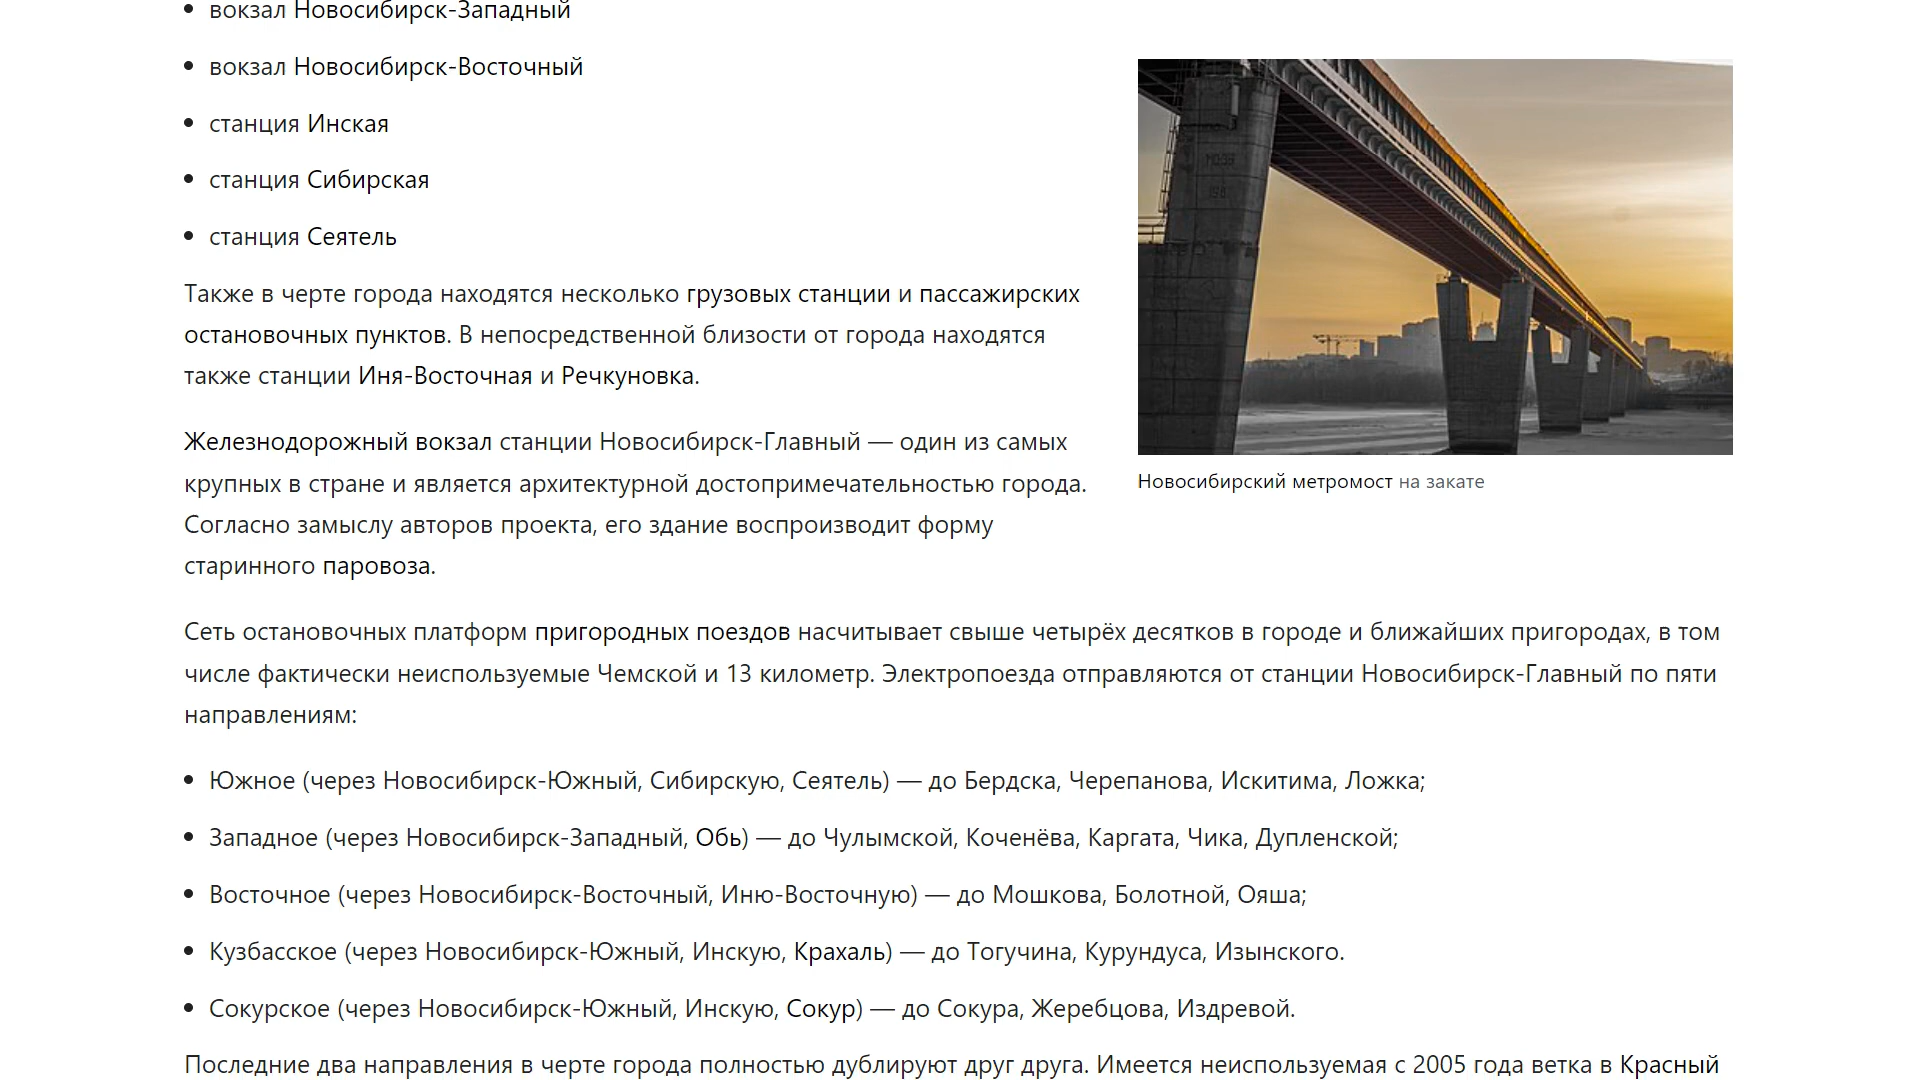 вокзал Новосибирск-Западный
вокзал Новосибирск-Восточный
станция Инская
станция Сибирская
станция Сеятель
Также в черте города находятся несколько грузовых станции и пассажирских
остановочных пунктов. В непосредственной близости от города находятся
также станции Иня-Восточная и Речкуновка.
Железнодорожный вокзал станции Новосибирск-Главный — один из самых
крупных в стране и является архитектурной достопримечательностью города.
Согласно замыслу авторов проекта, его здание воспроизводит форму
старинного паровоза.
Новосибирский метромост на закате
Сеть остановочных платформ пригородных поездов насчитывает свыше четырёх десятков в городе и ближайших пригородах, в том
числе фактически неиспользуемые Чемской и 13 километр. Электропоезда отправляются от станции Новосибирск-Главный по пяти
направлениям:
Южное (через Новосибирск-Южный, Сибирскую, Сеятель) — до Бердска, Черепанова, Искитима, Ложка;
Западное (через Новосибирск-Западный, Обь) — до Чулымской, Коченёва, Каргата, Чика, Дупленской;
Восточное (через Новосибирск-Восточный, Иню-Восточную) — до Мошкова, Болотной, Ояша;
Кузбасское (через Новосибирск-Южный, Инскую, Крахаль) — до Тогучина, Курундуса, Изынского.
Сокурское (через Новосибирск-Южный, Инскую, Сокур) — до Сокура, Жеребцова, Издревой.
Последние два направления в черте города полностью дублируют друг друга. Имеется неиспользуемая с 2005 года ветка в Красный